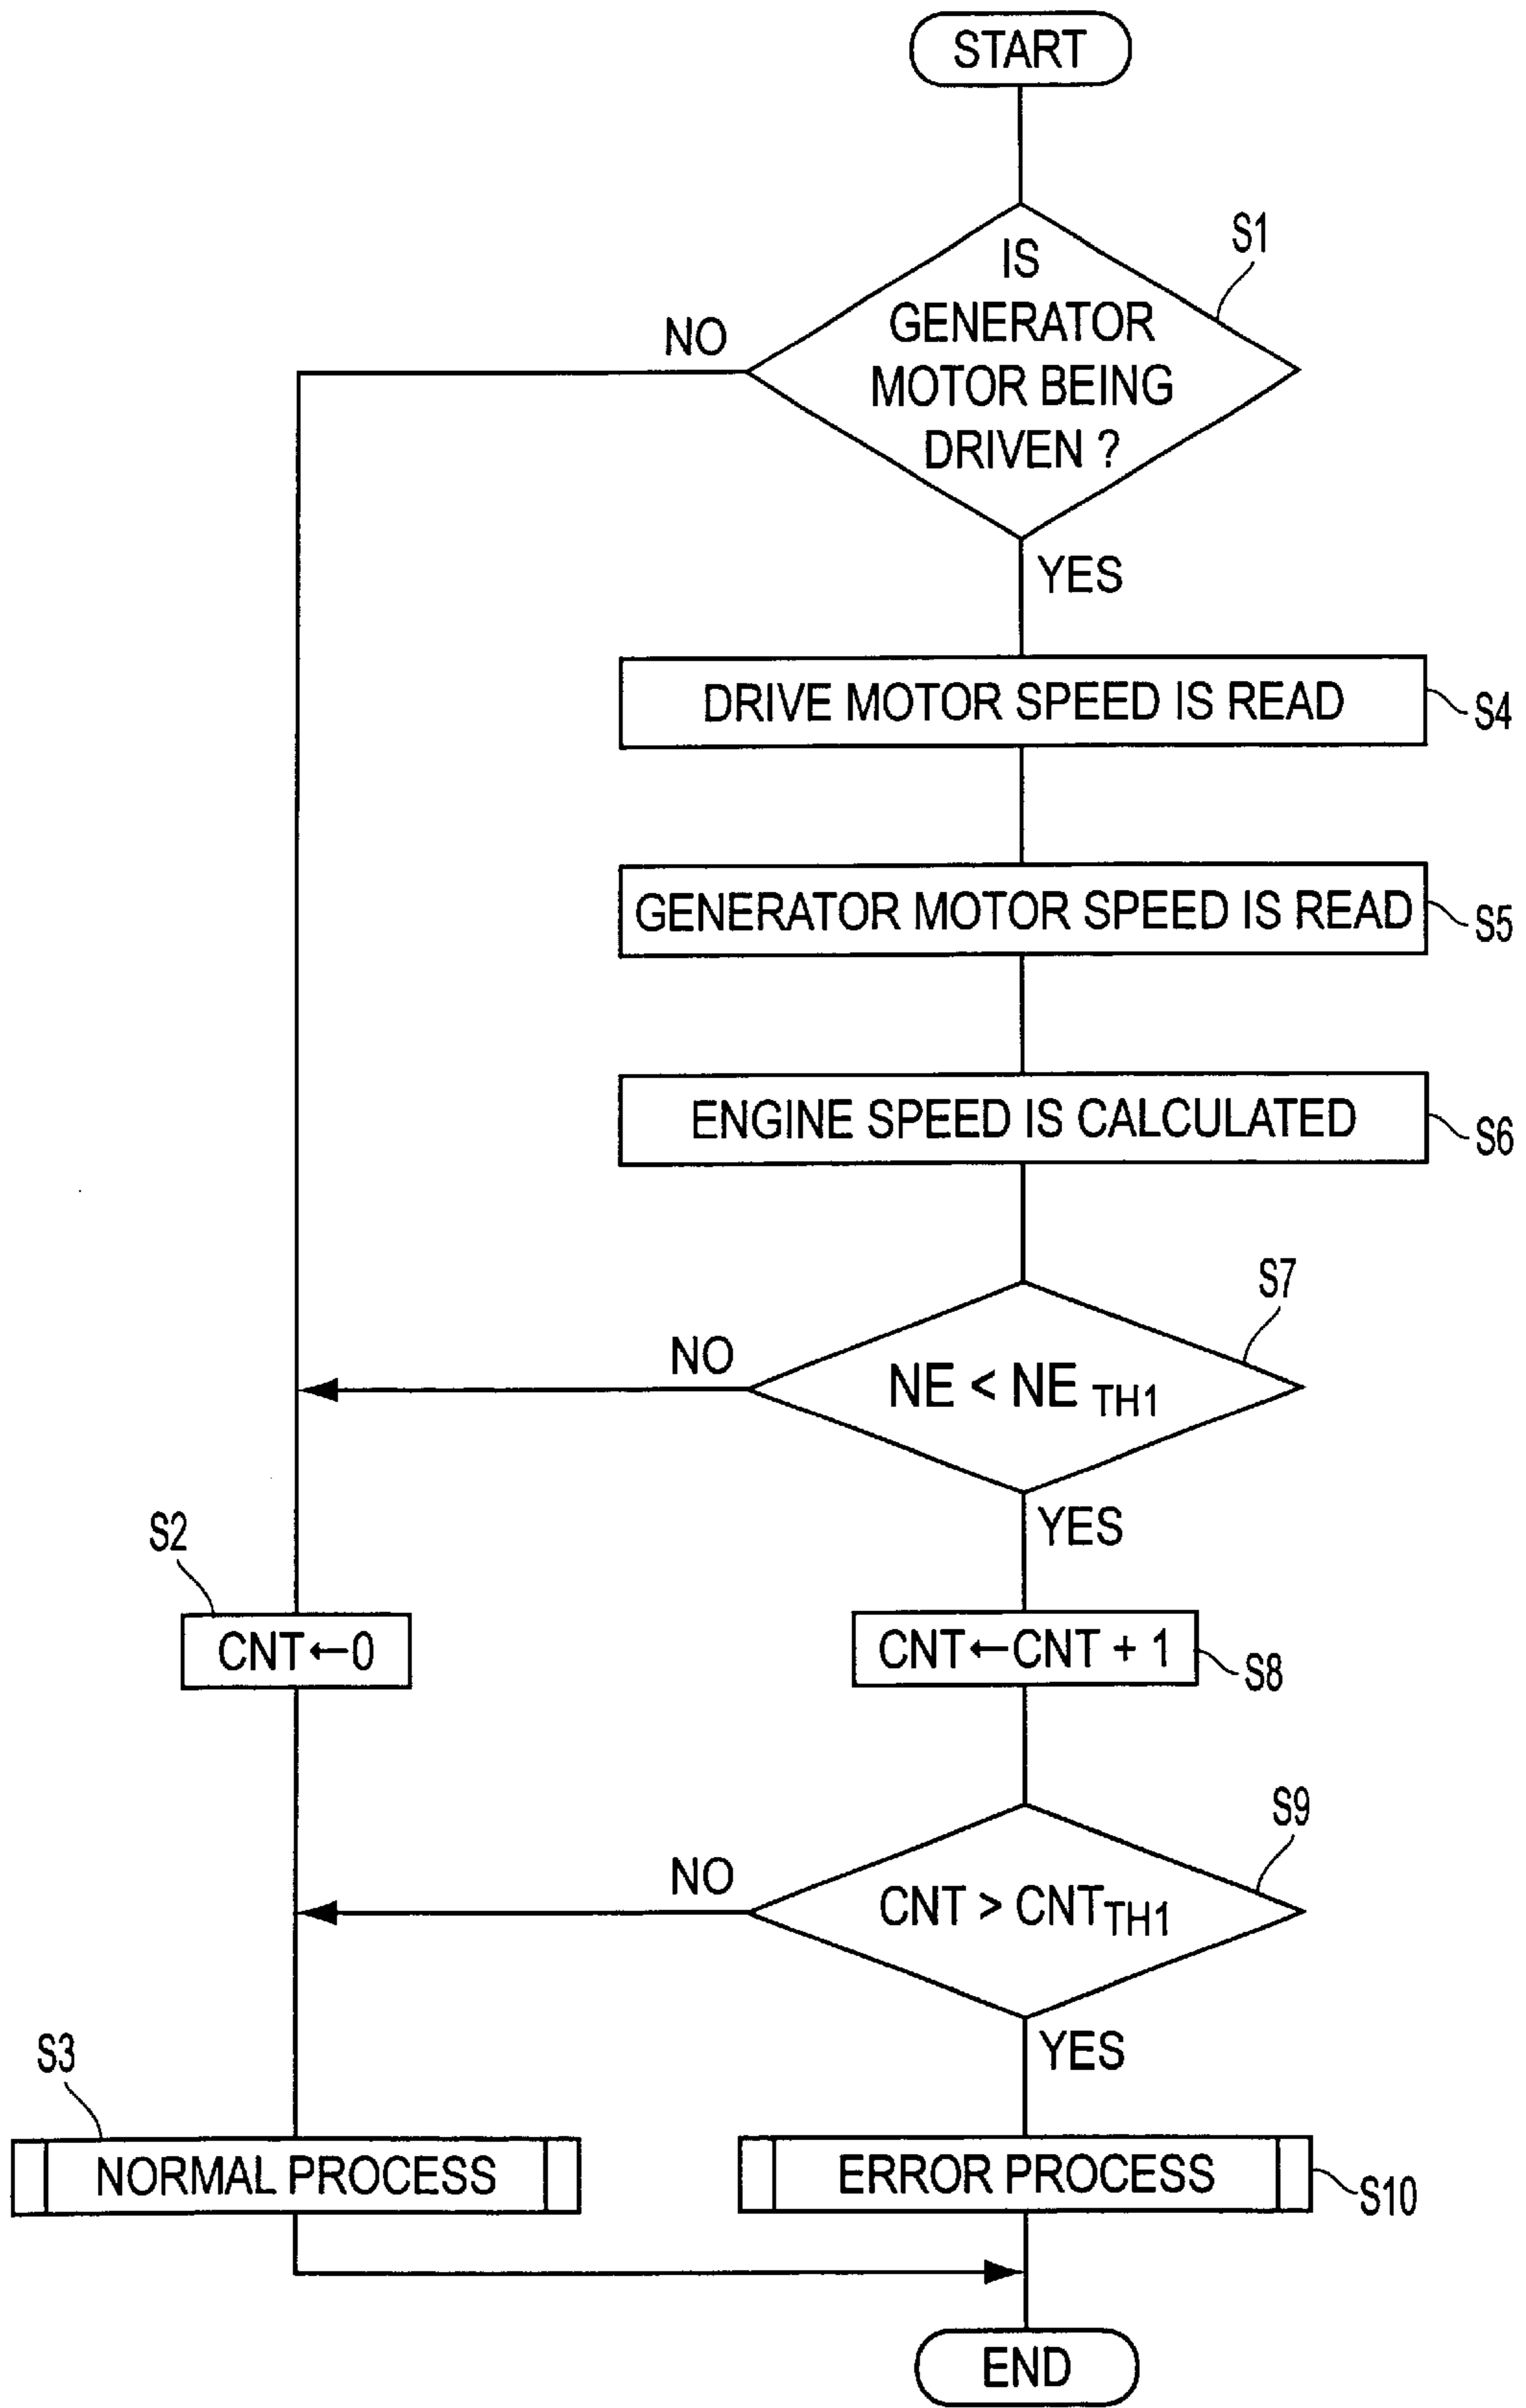 START
S1
IS
GENERATOR
MOTOR BEING
DRIVEN ?
NO
YES
DRIVE MOTOR SPEED IS READ
S4
GENERATOR MOTOR SPEED IS READ
S5
ENGINE SPEED IS CALCULATED
S6
S7
NO
NE < NE TH1
YES
S2
CNT←0
CNT←CNT + 1
S8
S9
NO
CNT > CNTTH1
YES
S3
NORMAL PROCESS
ERROR PROCESS
S10
END